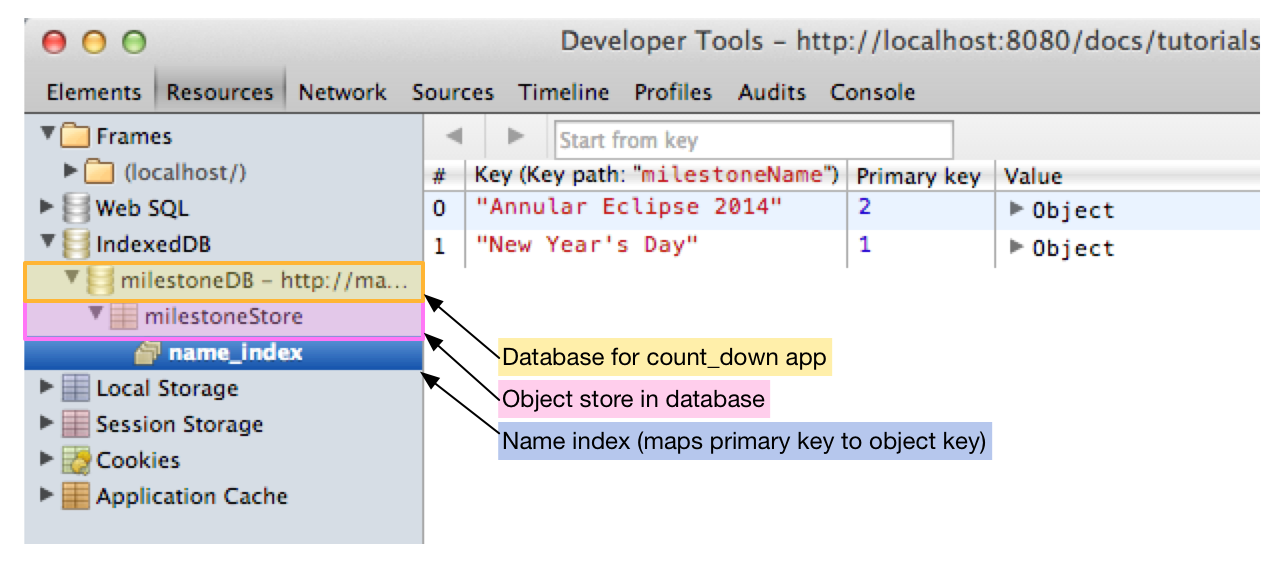 Developer Tools – http://localhost:8080/docs/tutorials
Elements Resources Network Sources Timeline Profiles Audits Console
Frames
(localhost/)
Web SQL
IndexedDB
milestoneDB – http://ma...
milestoneStore
name_index
Local Storage
Session Storage
Cookies
Application Cache
Start from key
# Key (Key path: "milestoneName") Primary key Value
0 "Annular Eclipse 2014" 2 Object
1 "New Year's Day" 1 Object
Database for count_down app
Object store in database
Name index (maps primary key to object key)